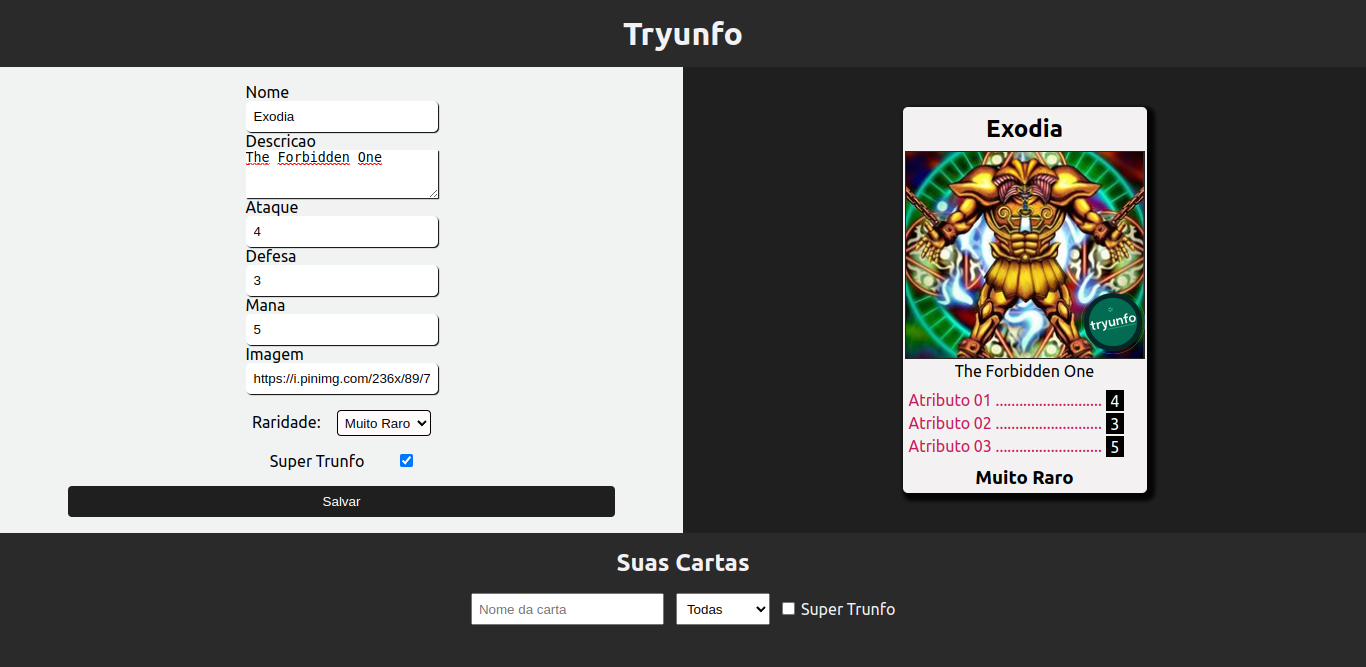 Tryunfo
Nome
Exodia
Descricao
The Forbidden One
Ataque
4
Defesa
3
Mana
5
Imagem
https://i.pinimg.com/236x/89/7
Raridade: Muito Raro
Super Trunfo
Salvar
Exodia
tryunfo
The Forbidden One
Atributo 01 ........................... 4
Atributo 02 ........................... 3
Atributo 03 ........................... 5
Muito Raro
Suas Cartas
Nome da carta Todas Super Trunfo